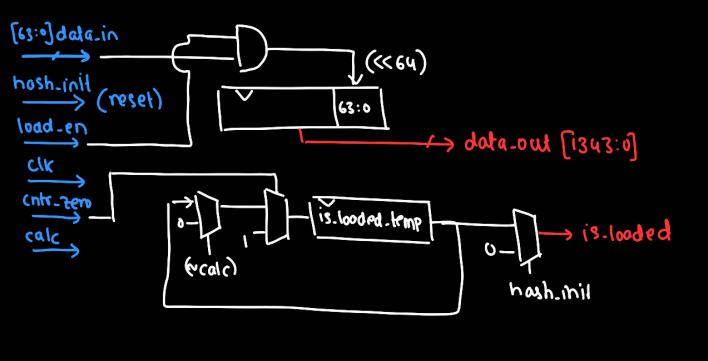 [63:0] data_in
(<<64)
hash_init
(reset)
63:0
load_en
data_out [1343:0]
clk
cntr_zero
is_loaded_temp
0
1
is_loaded
calc
0
(~calc)
hash_init